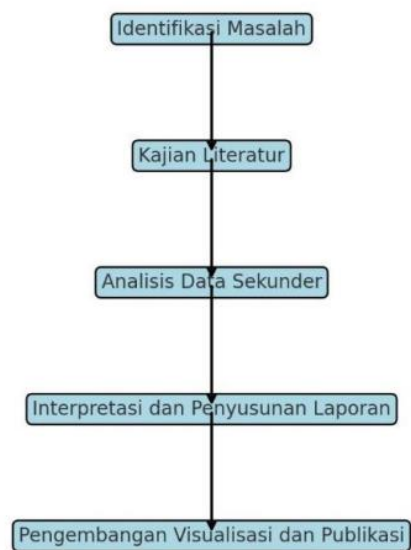 Identifikasi Masalah
Kajian Literatur
Analisis Data Sekunder
Interpretasi dan Penyusunan Laporan
Pengembangan Visualisasi dan Publikasi